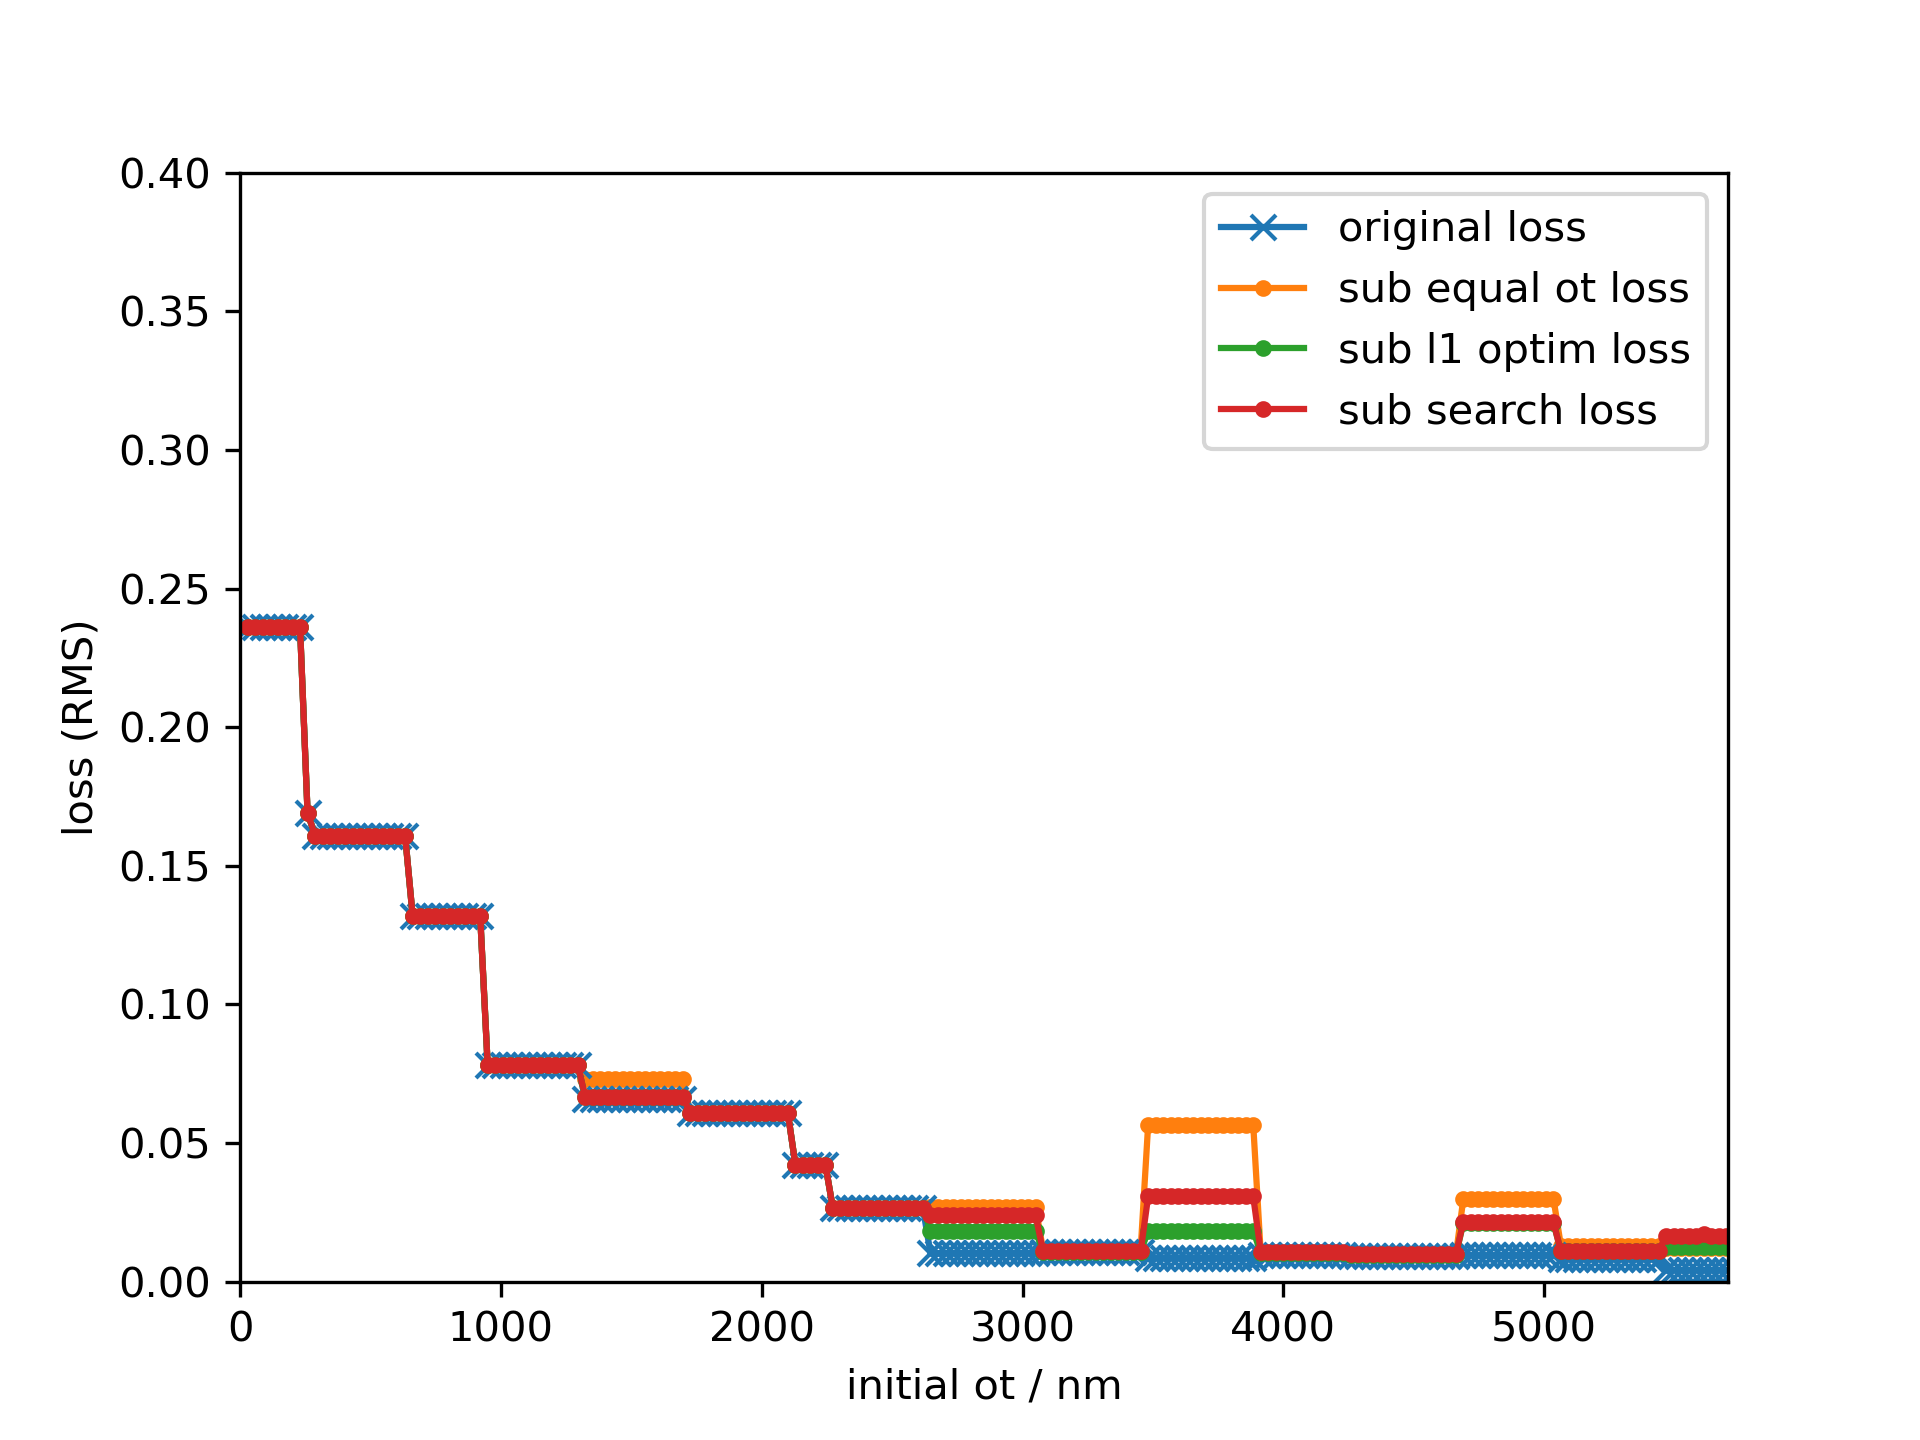 0.40
0.35
0.30
0.25
0.20
0.15
0.10
0.05
0.00
loss (RMS)
original loss
sub equal ot loss
sub l1 optim loss
sub search loss
0 1000 2000 3000 4000 5000
initial ot / nm